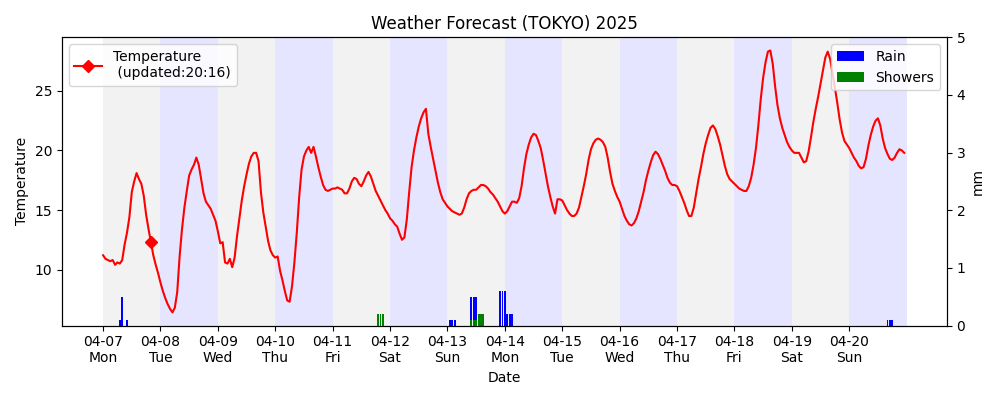 Weather Forecast (TOKYO) 2025
Temperature
(updated:20:16)
Rain
Showers
Temperature
25
20
15
10
5
4
3
2
1
0
mm
04-07 04-08 04-09 04-10 04-11 04-12 04-13 04-14 04-15 04-16 04-17 04-18 04-19 04-20
Mon Tue Wed Thu Fri Sat Sun Mon Tue Wed Thu Fri Sat Sun
Date